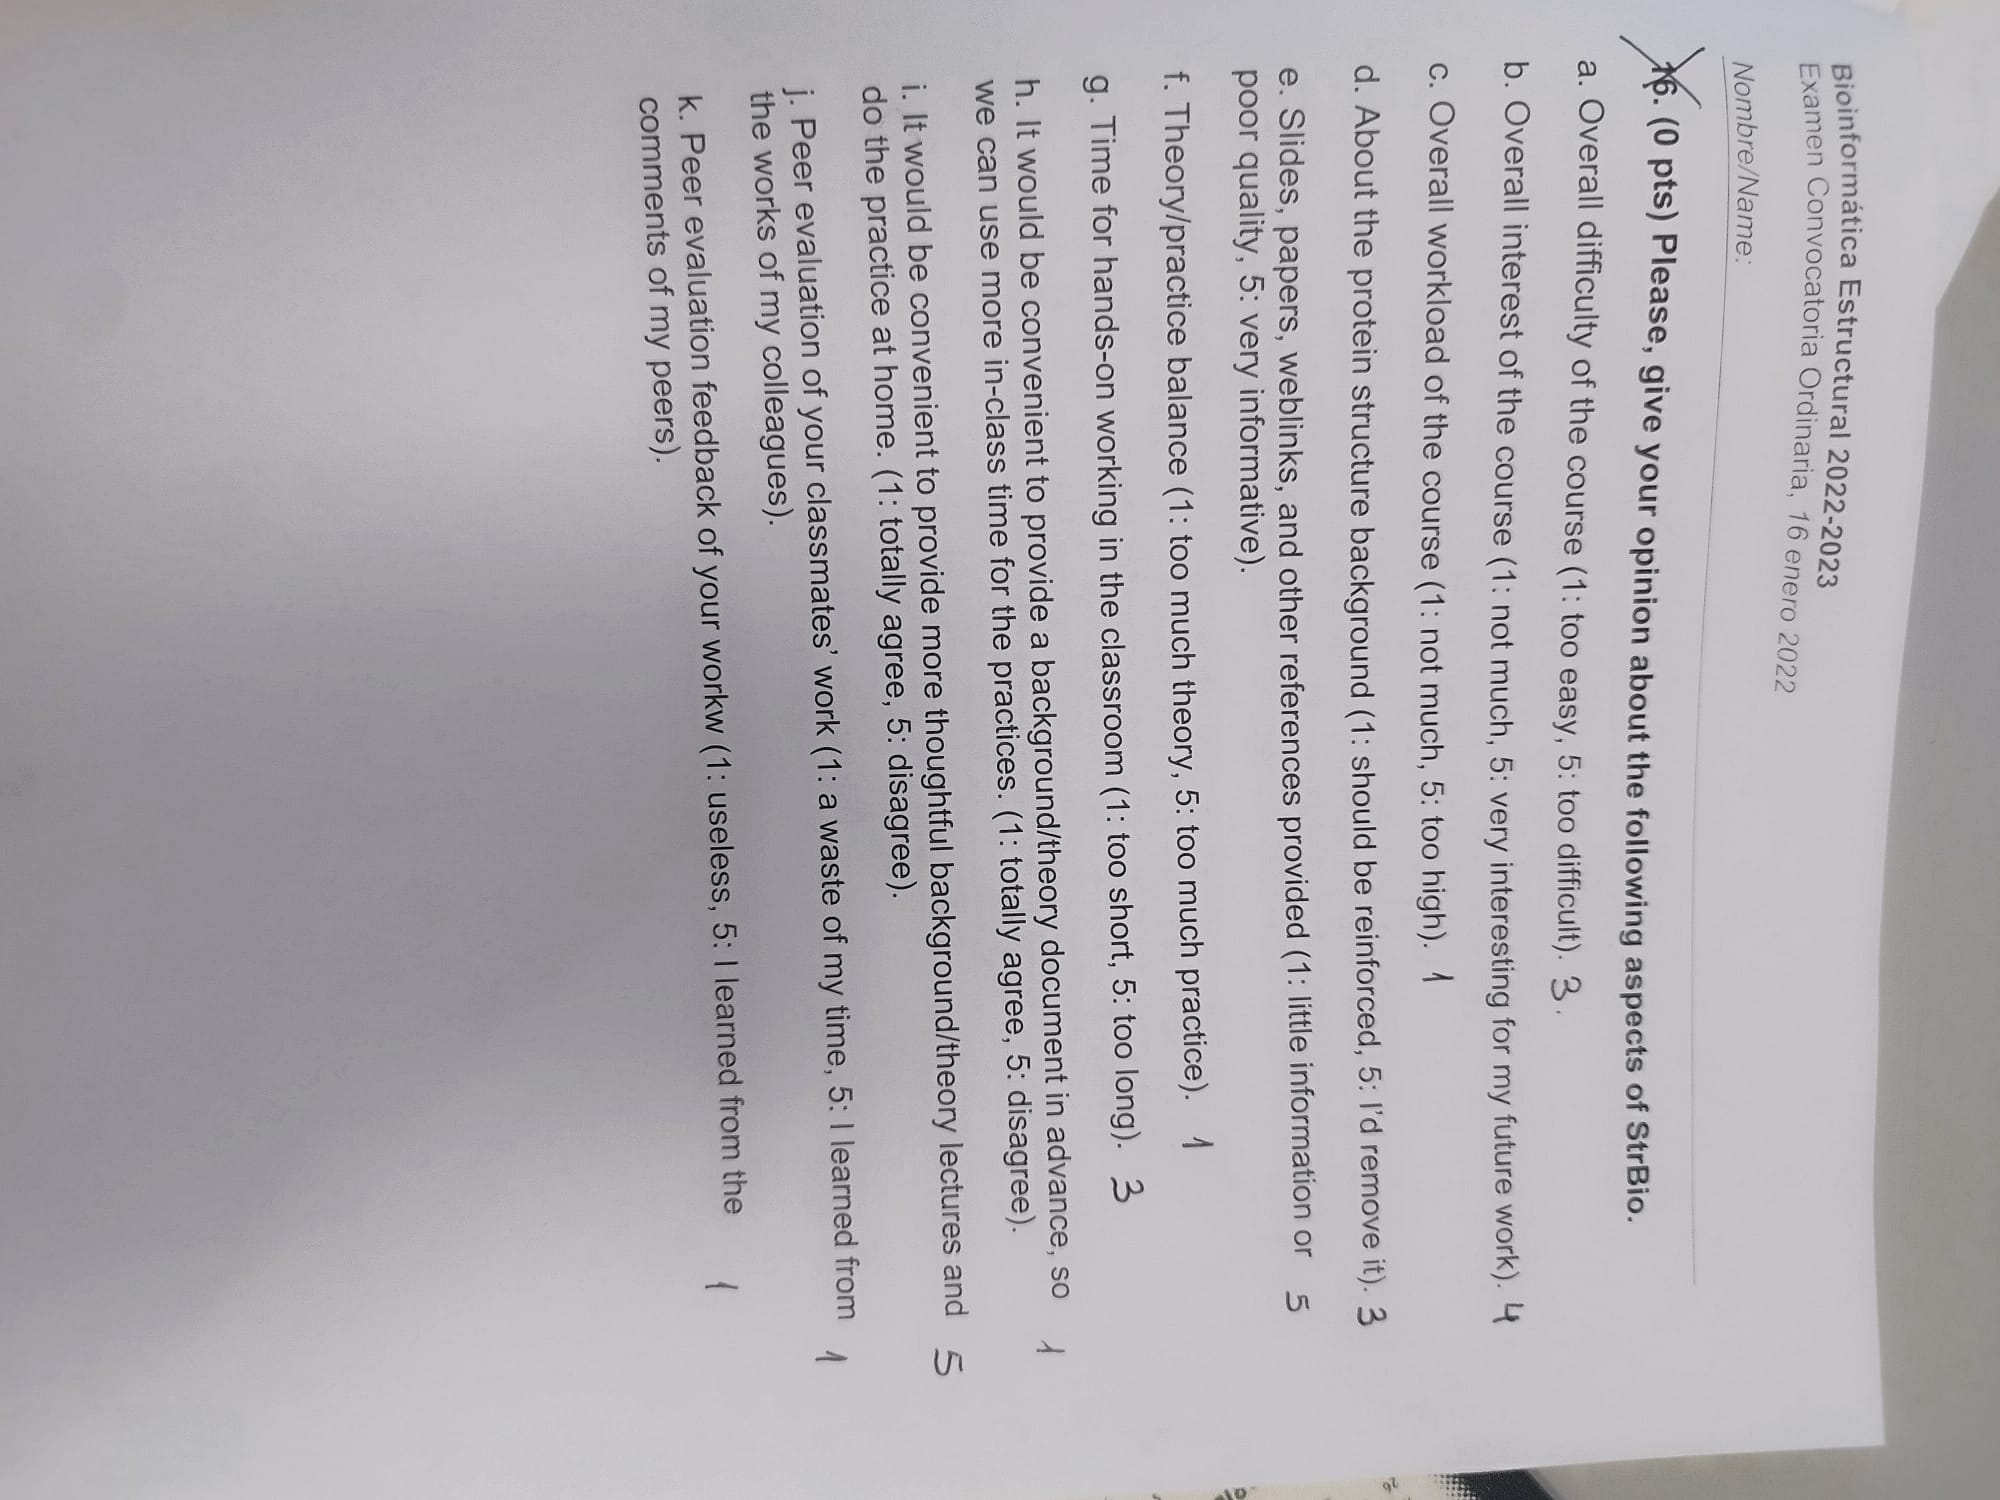 Bioinformática Estructural 2022-2023
Examen Convocatoria Ordinaria, 16 enero 2022
Nombre/Name:
16. (0 pts) Please, give your opinion about the following aspects of StrBio.
a. Overall difficulty of the course (1: too easy, 5: too difficult). 3.
b. Overall interest of the course (1: not much, 5: very interesting for my future work). 4
c. Overall workload of the course (1: not much, 5: too high). 1
d. About the protein structure background (1: should be reinforced, 5: I'd remove it). 3
e. Slides, papers, weblinks, and other references provided (1: little information or 5
poor quality, 5: very informative).
f. Theory/practice balance (1: too much theory, 5: too much practice). 1
g. Time for hands-on working in the classroom (1: too short, 5: too long). 3
h. It would be convenient to provide a background/theory document in advance, so 1
we can use more in-class time for the practices. (1: totally agree, 5: disagree).
i. It would be convenient to provide more thoughtful background/theory lectures and 5
do the practice at home. (1: totally agree, 5: disagree).
j. Peer evaluation of your classmates' work (1: a waste of my time, 5: I learned from 1
the works of my colleagues).
k. Peer evaluation feedback of your workw (1: useless, 5: I learned from the 1
comments of my peers).